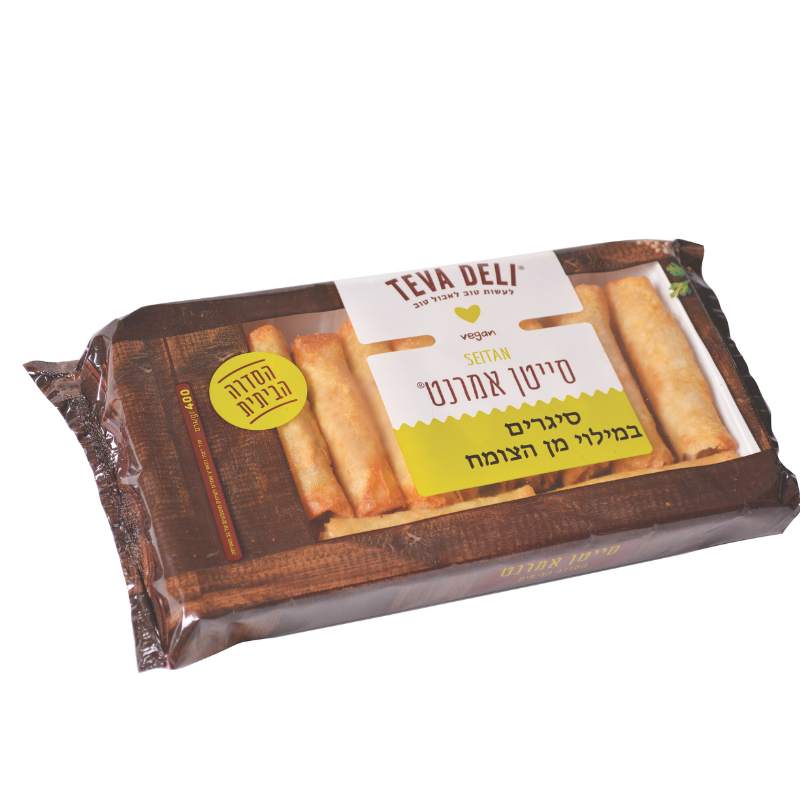 TEVA DELI®
לעשות טוב לאכול טוב
vegan
SEITAN
סייטן אמרנט®
סיגרים
במילוי מן הצומח
הסדרה
הביתית
400
סייטן אמרנט